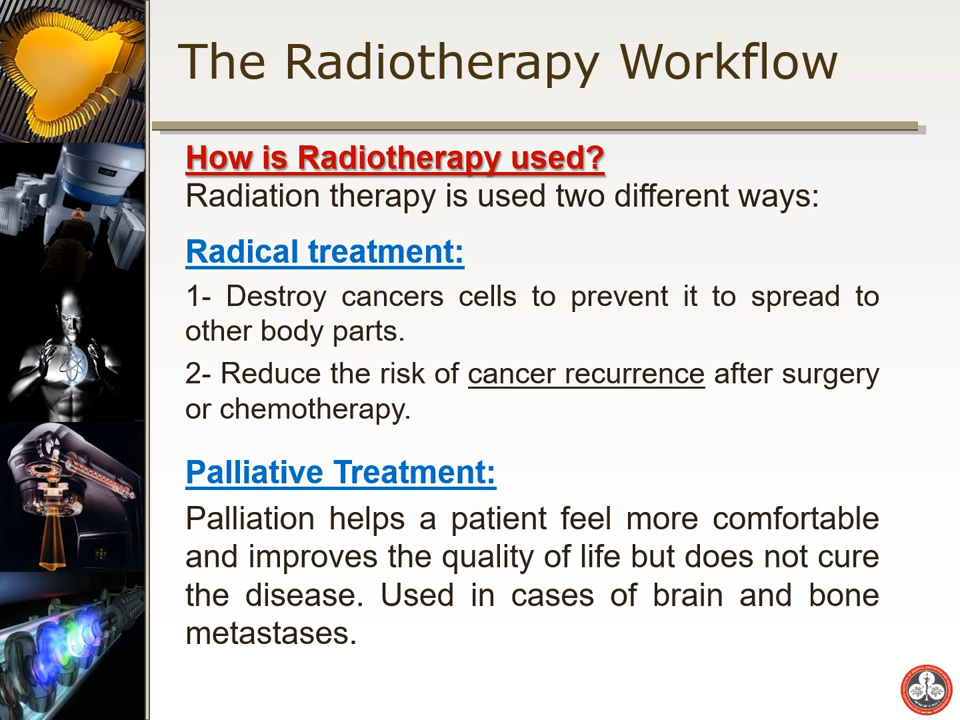 The Radiotherapy Workflow
How is Radiotherapy used?
Radiation therapy is used two different ways:
Radical treatment:
1- Destroy cancers cells to prevent it to spread to
other body parts.
2- Reduce the risk of cancer recurrence after surgery
or chemotherapy.
Palliative Treatment:
Palliation helps a patient feel more comfortable
and improves the quality of life but does not cure
the disease. Used in cases of brain and bone
metastases.